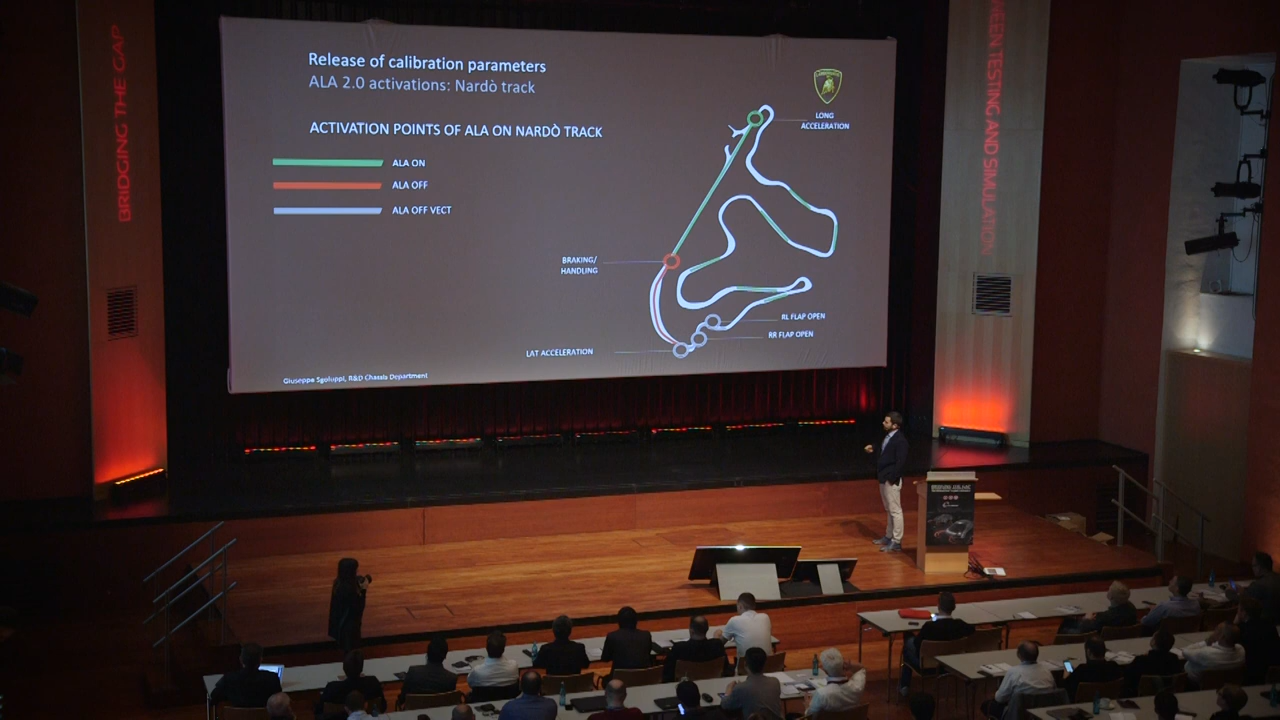 BRIDGING THE GAP
Release of calibration parameters
ALA 2.0 activations: Nardò track
ACTIVATION POINTS OF ALA ON NARDÒ TRACK
ALA ON
ALA OFF
ALA OFF VECT
LONG
ACCELERATION
BRAKING/
HANDLING
RL FLAP OPEN
RR FLAP OPEN
LAT ACCELERATION
Giuseppe Sgoluppi, R&D Chassis Department
WEEN TESTING AND SIMULATION